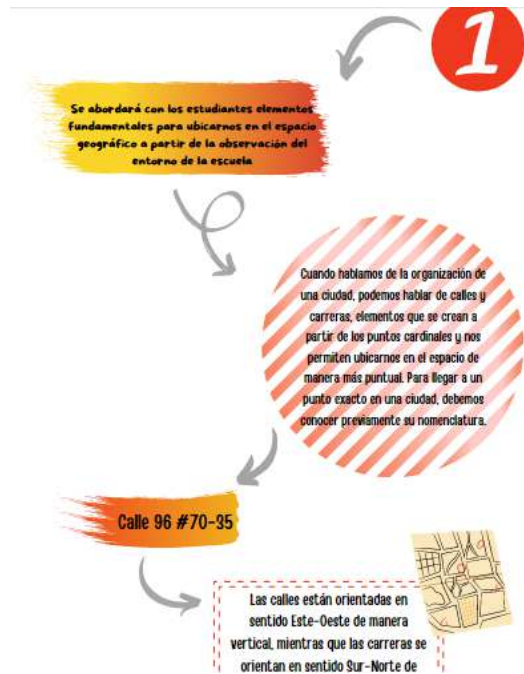 1
Se abordará con los estudiantes elementos
fundamentales para ubicarnos en el espacio
geográfico a partir de la observación del
entorno de la escuela
Cuando hablamos de la organización de
una ciudad, podemos hablar de calles y
carreras, elementos que se crean a
partir de los puntos cardinales y nos
permiten ubicarnos en el espacio de
manera más puntual. Para llegar a un
punto exacto en una ciudad, debemos
conocer previamente su nomenclatura.
Calle 96 #70-35
Las calles están orientadas en
sentido Este-Oeste de manera
vertical, mientras que las carreras se
orientan en sentido Sur-Norte de